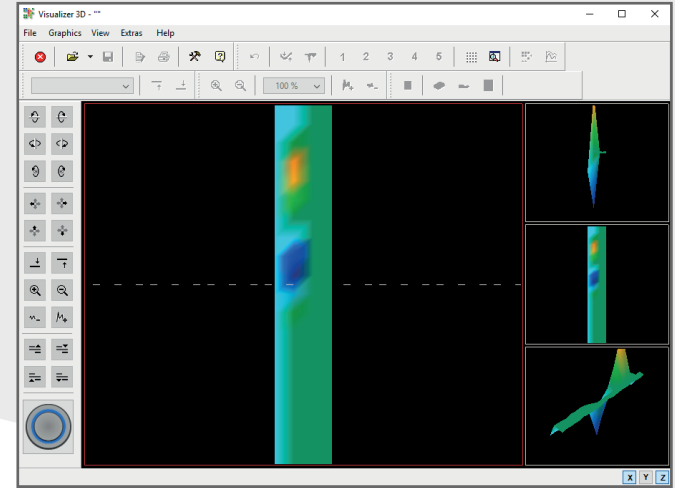 Visualizer 3D - ""
File Graphics View Extras Help
1 2 3 4 5
100 %
X Y Z